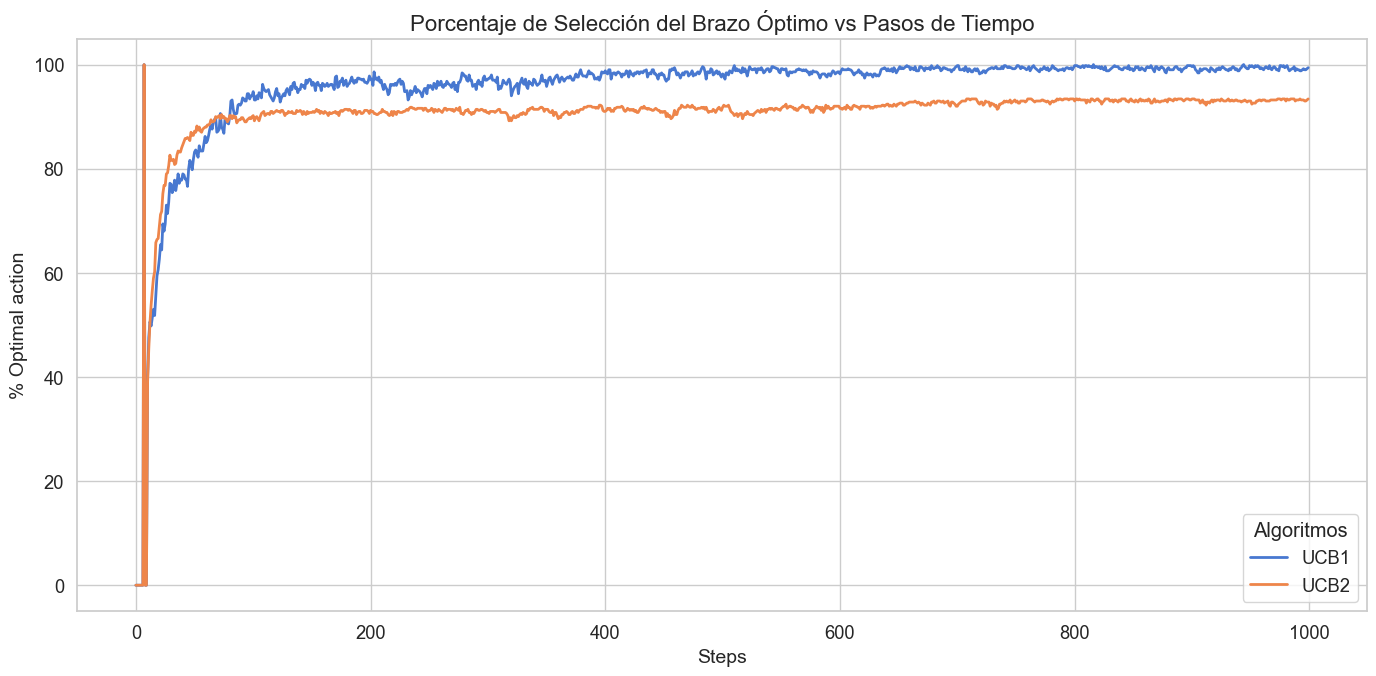 Porcentaje de Selección del Brazo Óptimo vs Pasos de Tiempo
% Optimal action
100
80
60
40
20
0
0 200 400 600 800 1000
Steps
Algoritmos
UCB1
UCB2